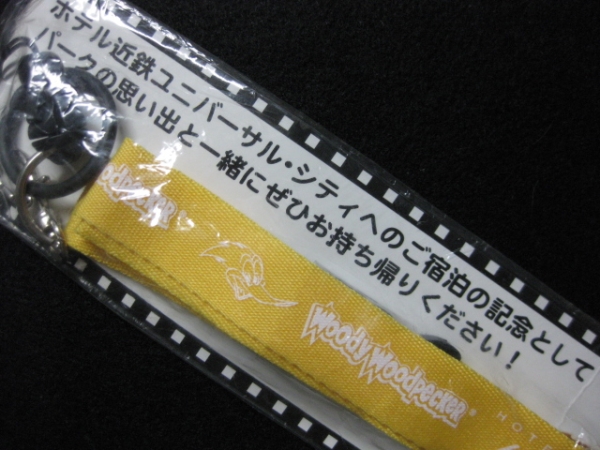 ホテル近鉄ユニバーサル・シティへのご宿泊の記念として
パークの思い出と一緒にぜひお持ち帰りください!
WOODPECKER®
Woody Woodpecker®